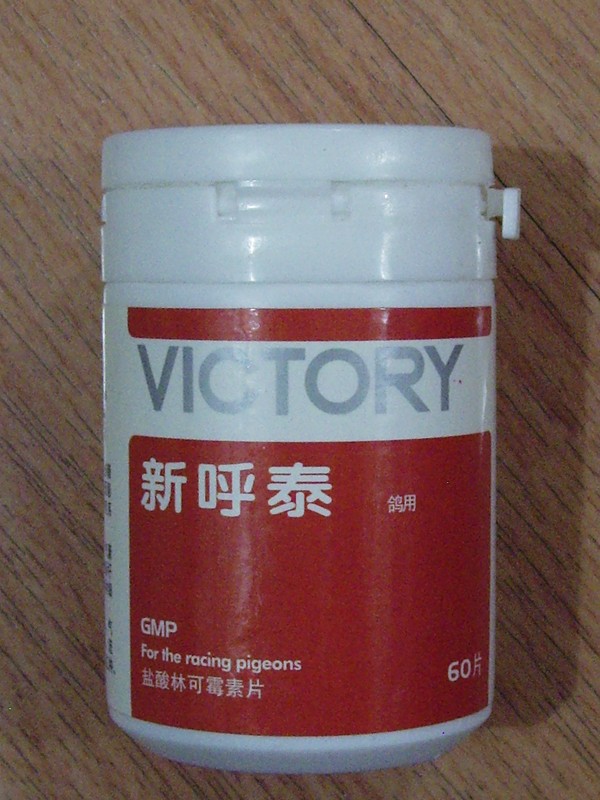 VICTORY
新呼泰 鸽用
GMP
For the racing pigeons
盐酸林可霉素片
60片